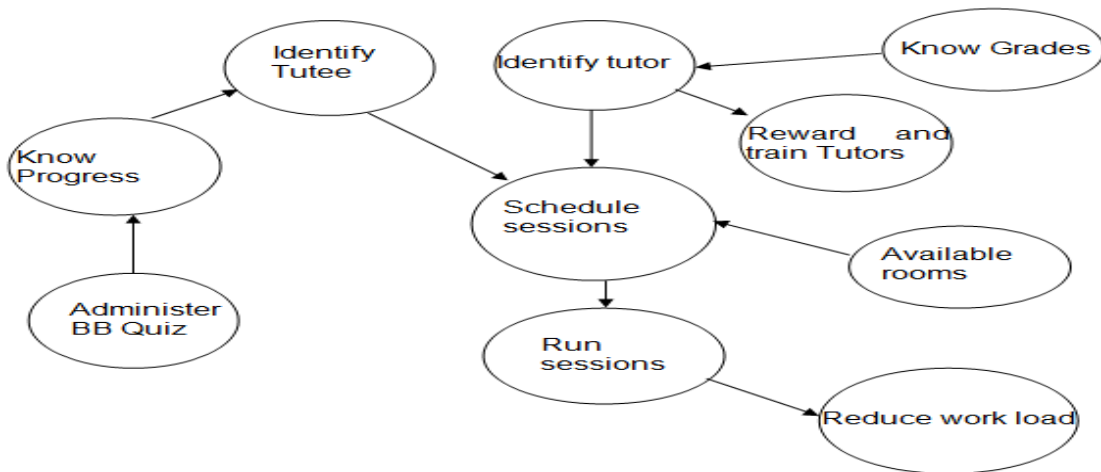 Identify
Tutee
Identify tutor
Know Grades
Reward and
train Tutors
Know
Progress
Schedule
sessions
Available
rooms
Administer
BB Quiz
Run
sessions
Reduce work load